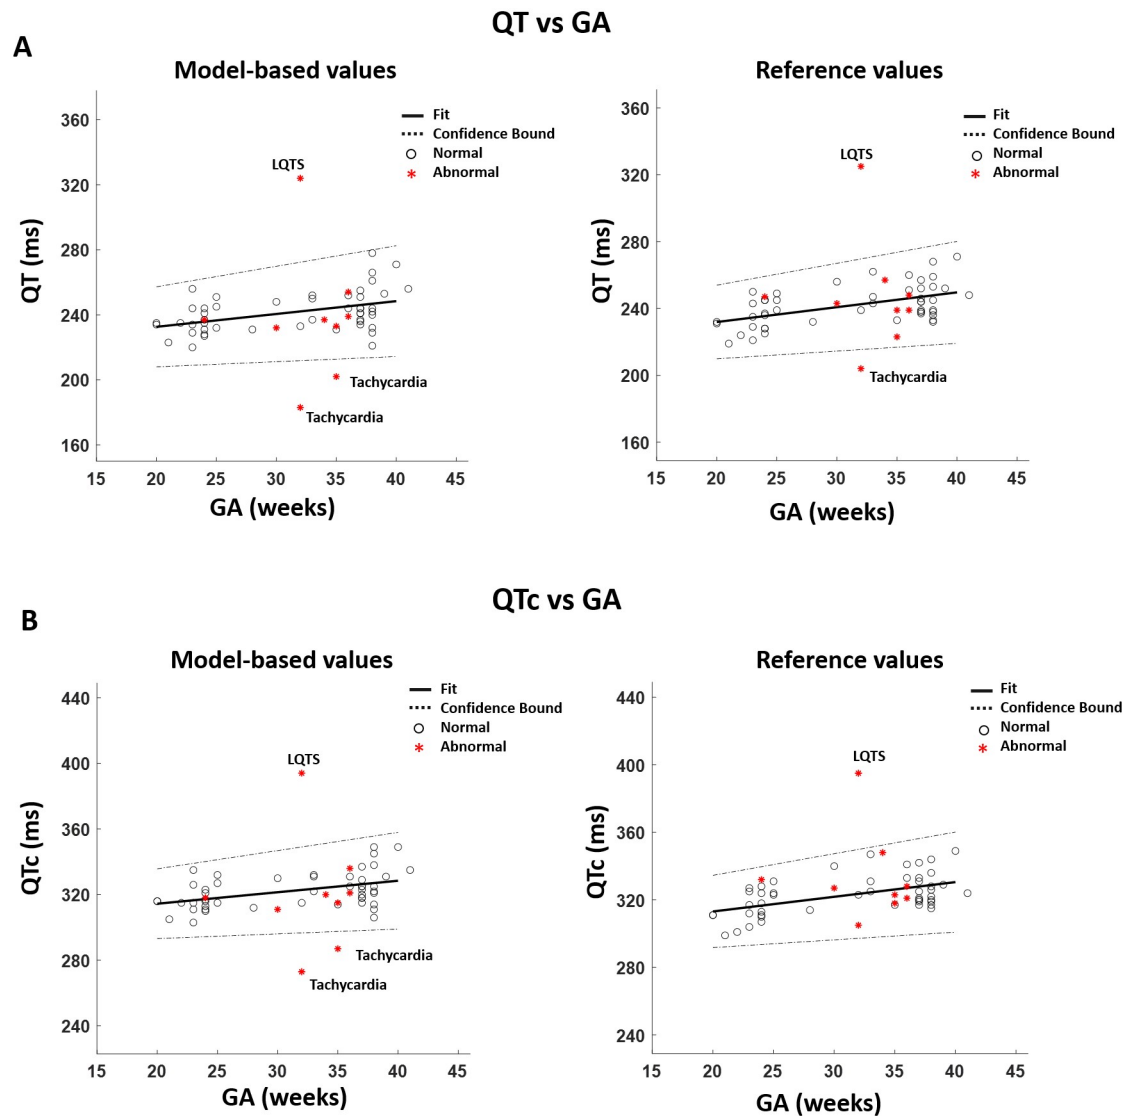 QT vs GA
A
Model-based values
Reference values
Fit
Confidence Bound
Normal
Abnormal
Fit
Confidence Bound
Normal
Abnormal
LQTS
LQTS
Tachycardia
Tachycardia
Tachycardia
QT (ms)
360
320
280
240
200
160
15 20 25 30 35 40 45
GA (weeks)
QT (ms)
360
320
280
240
200
160
15 20 25 30 35 40 45
GA (weeks)
QTc vs GA
B
Model-based values
Reference values
Fit
Confidence Bound
Normal
Abnormal
Fit
Confidence Bound
Normal
Abnormal
LQTS
LQTS
Tachycardia
Tachycardia
QTc (ms)
440
400
360
320
280
240
15 20 25 30 35 40 45
GA (weeks)
QTc (ms)
440
400
360
320
280
240
15 20 25 30 35 40 45
GA (weeks)